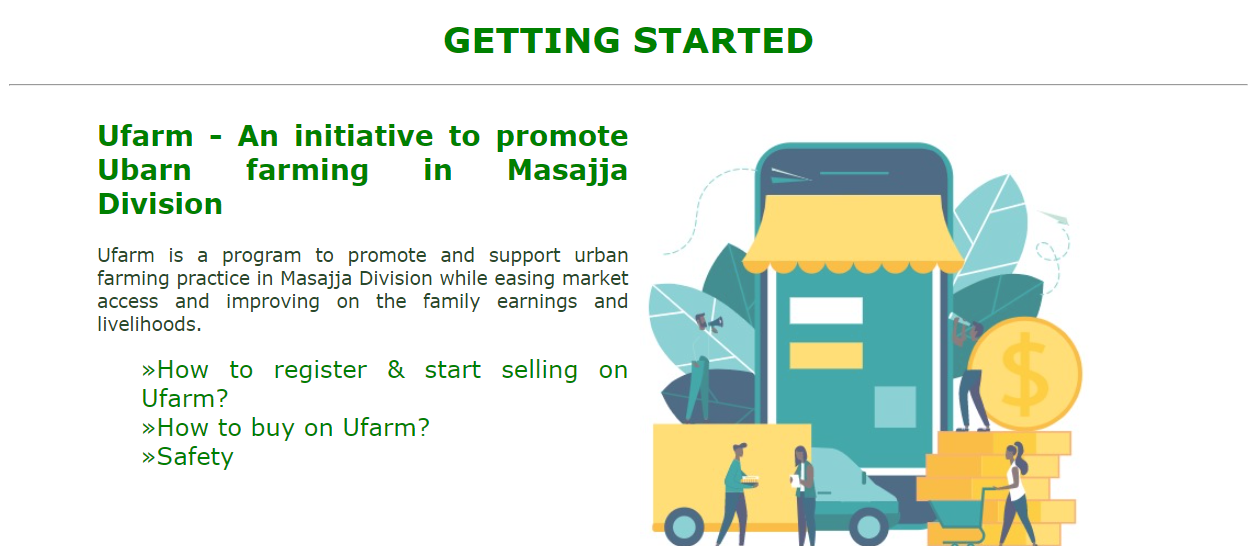 GETTING STARTED
Ufarm - An initiative to promote
Ubarn farming in Masajja
Division
Ufarm is a program to promote and support urban
farming practice in Masajja Division while easing market
access and improving on the family earnings and
livelihoods.
»How to register & start selling on
Ufarm?
»How to buy on Ufarm?
»Safety
$